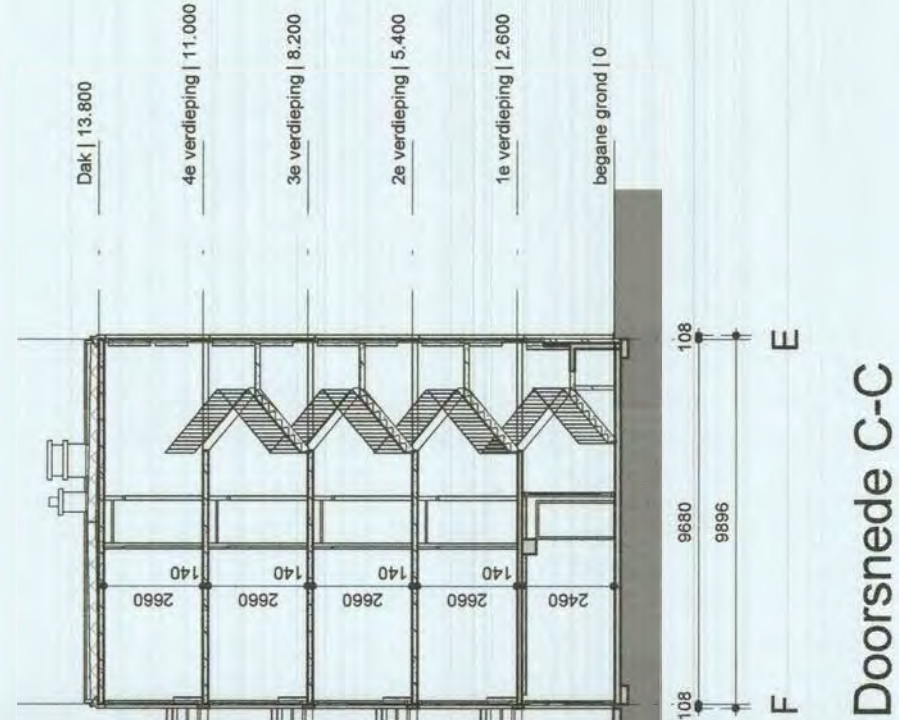 Dak | 13.800
4e verdieping | 11.000
3e verdieping | 8.200
2e verdieping | 5.400
1e verdieping | 2.600
begane grond | 0
2660
140
2660
140
2660
140
2660
140
2460
108
9680
108
9896
F
E
Doorsnede C-C